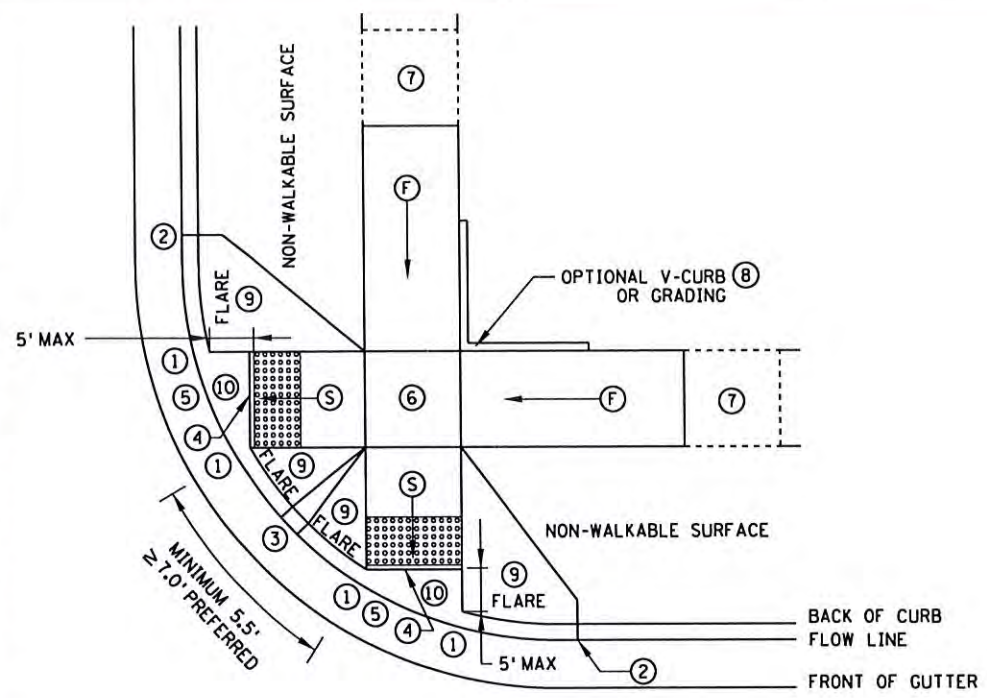 ⑦
NON-WALKABLE SURFACE
Ⓕ
②
FLARE
⑨
OPTIONAL V-CURB ⑧
OR GRADING
5' MAX
①
⑩
Ⓢ
⑥
Ⓕ
⑦
⑤
④
①
⑨
FLARE
Ⓢ
⑨
FLARE
③
NON-WALKABLE SURFACE
⑨
FLARE
⑩
MINIMUM 5.5'
≥ 7.0' PREFERRED
①
⑤
④
①
BACK OF CURB
FLOW LINE
5' MAX
②
FRONT OF GUTTER